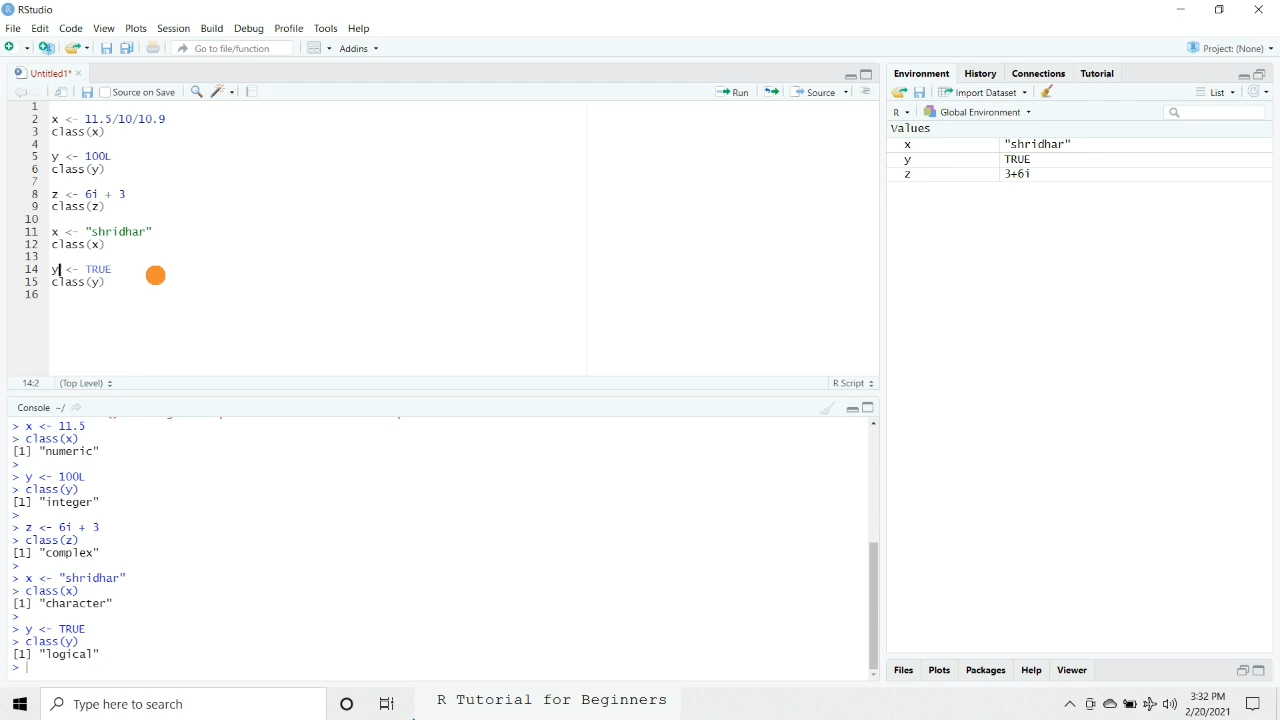 RStudio
File Edit Code View Plots Session Build Debug Profile Tools Help
Go to file/function Addins Project: (None)
Untitled1*
Source on Save Run Source
1
2 x <- 11.5/10/10.9
3 class(x)
4
5 y <- 100L
6 class(y)
7
8 z <- 6i + 3
9 class(z)
10
11 x <- "shridhar"
12 class(x)
13
14 y <- TRUE
15 class(y)
16
14:2 (Top Level) R Script
Console ~/
> x <- 11.5
> class(x)
[1] "numeric"
>
> y <- 100L
> class(y)
[1] "integer"
>
> z <- 6i + 3
> class(z)
[1] "complex"
>
> x <- "shridhar"
> class(x)
[1] "character"
>
> y <- TRUE
> class(y)
[1] "logical"
>
Environment History Connections Tutorial
Import Dataset List
R Global Environment
Values
x "shridhar"
y TRUE
z 3+6i
Files Plots Packages Help Viewer
Type here to search
R Tutorial for Beginners
3:32 PM
2/20/2021